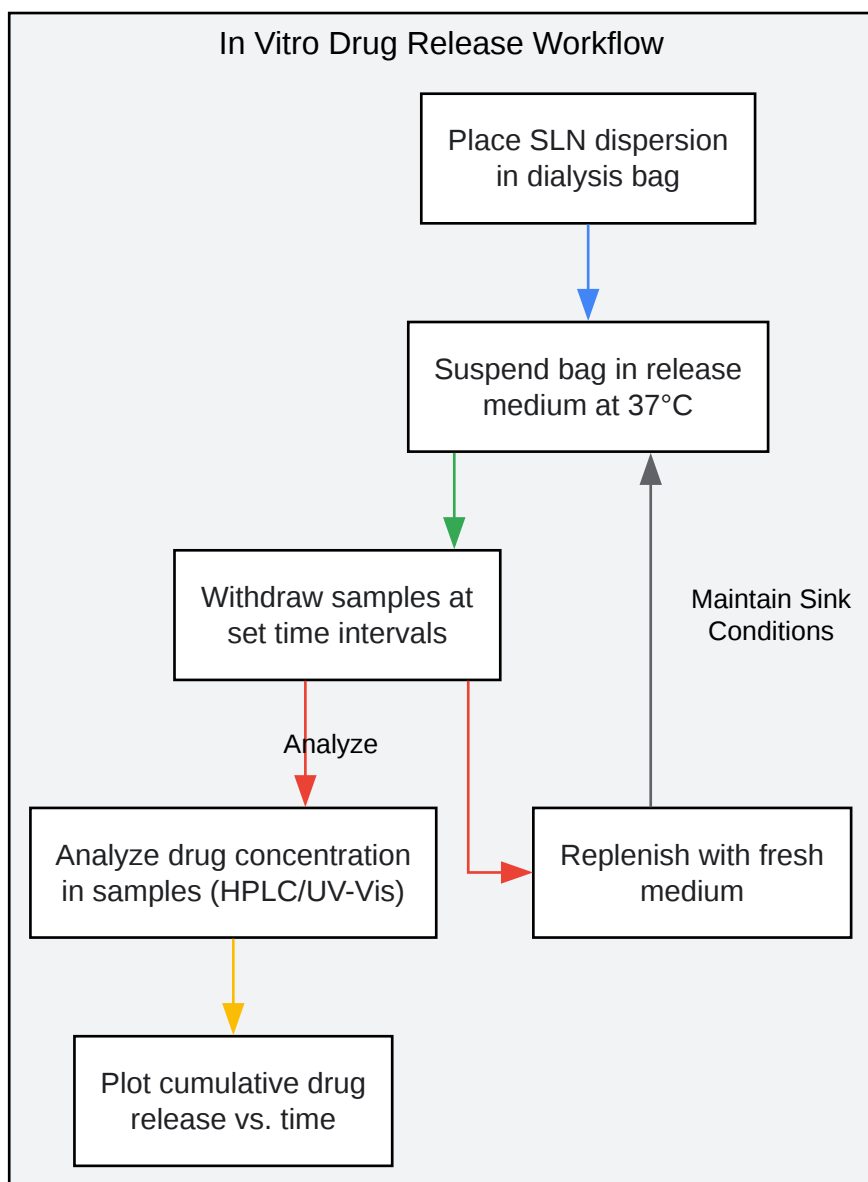 In Vitro Drug Release Workflow
Place SLN dispersion
in dialysis bag
Suspend bag in release
medium at 37°C
Withdraw samples at
set time intervals
Maintain Sink
Conditions
Analyze
Analyze drug concentration
in samples (HPLC/UV-Vis)
Replenish with fresh
medium
Plot cumulative drug
release vs. time